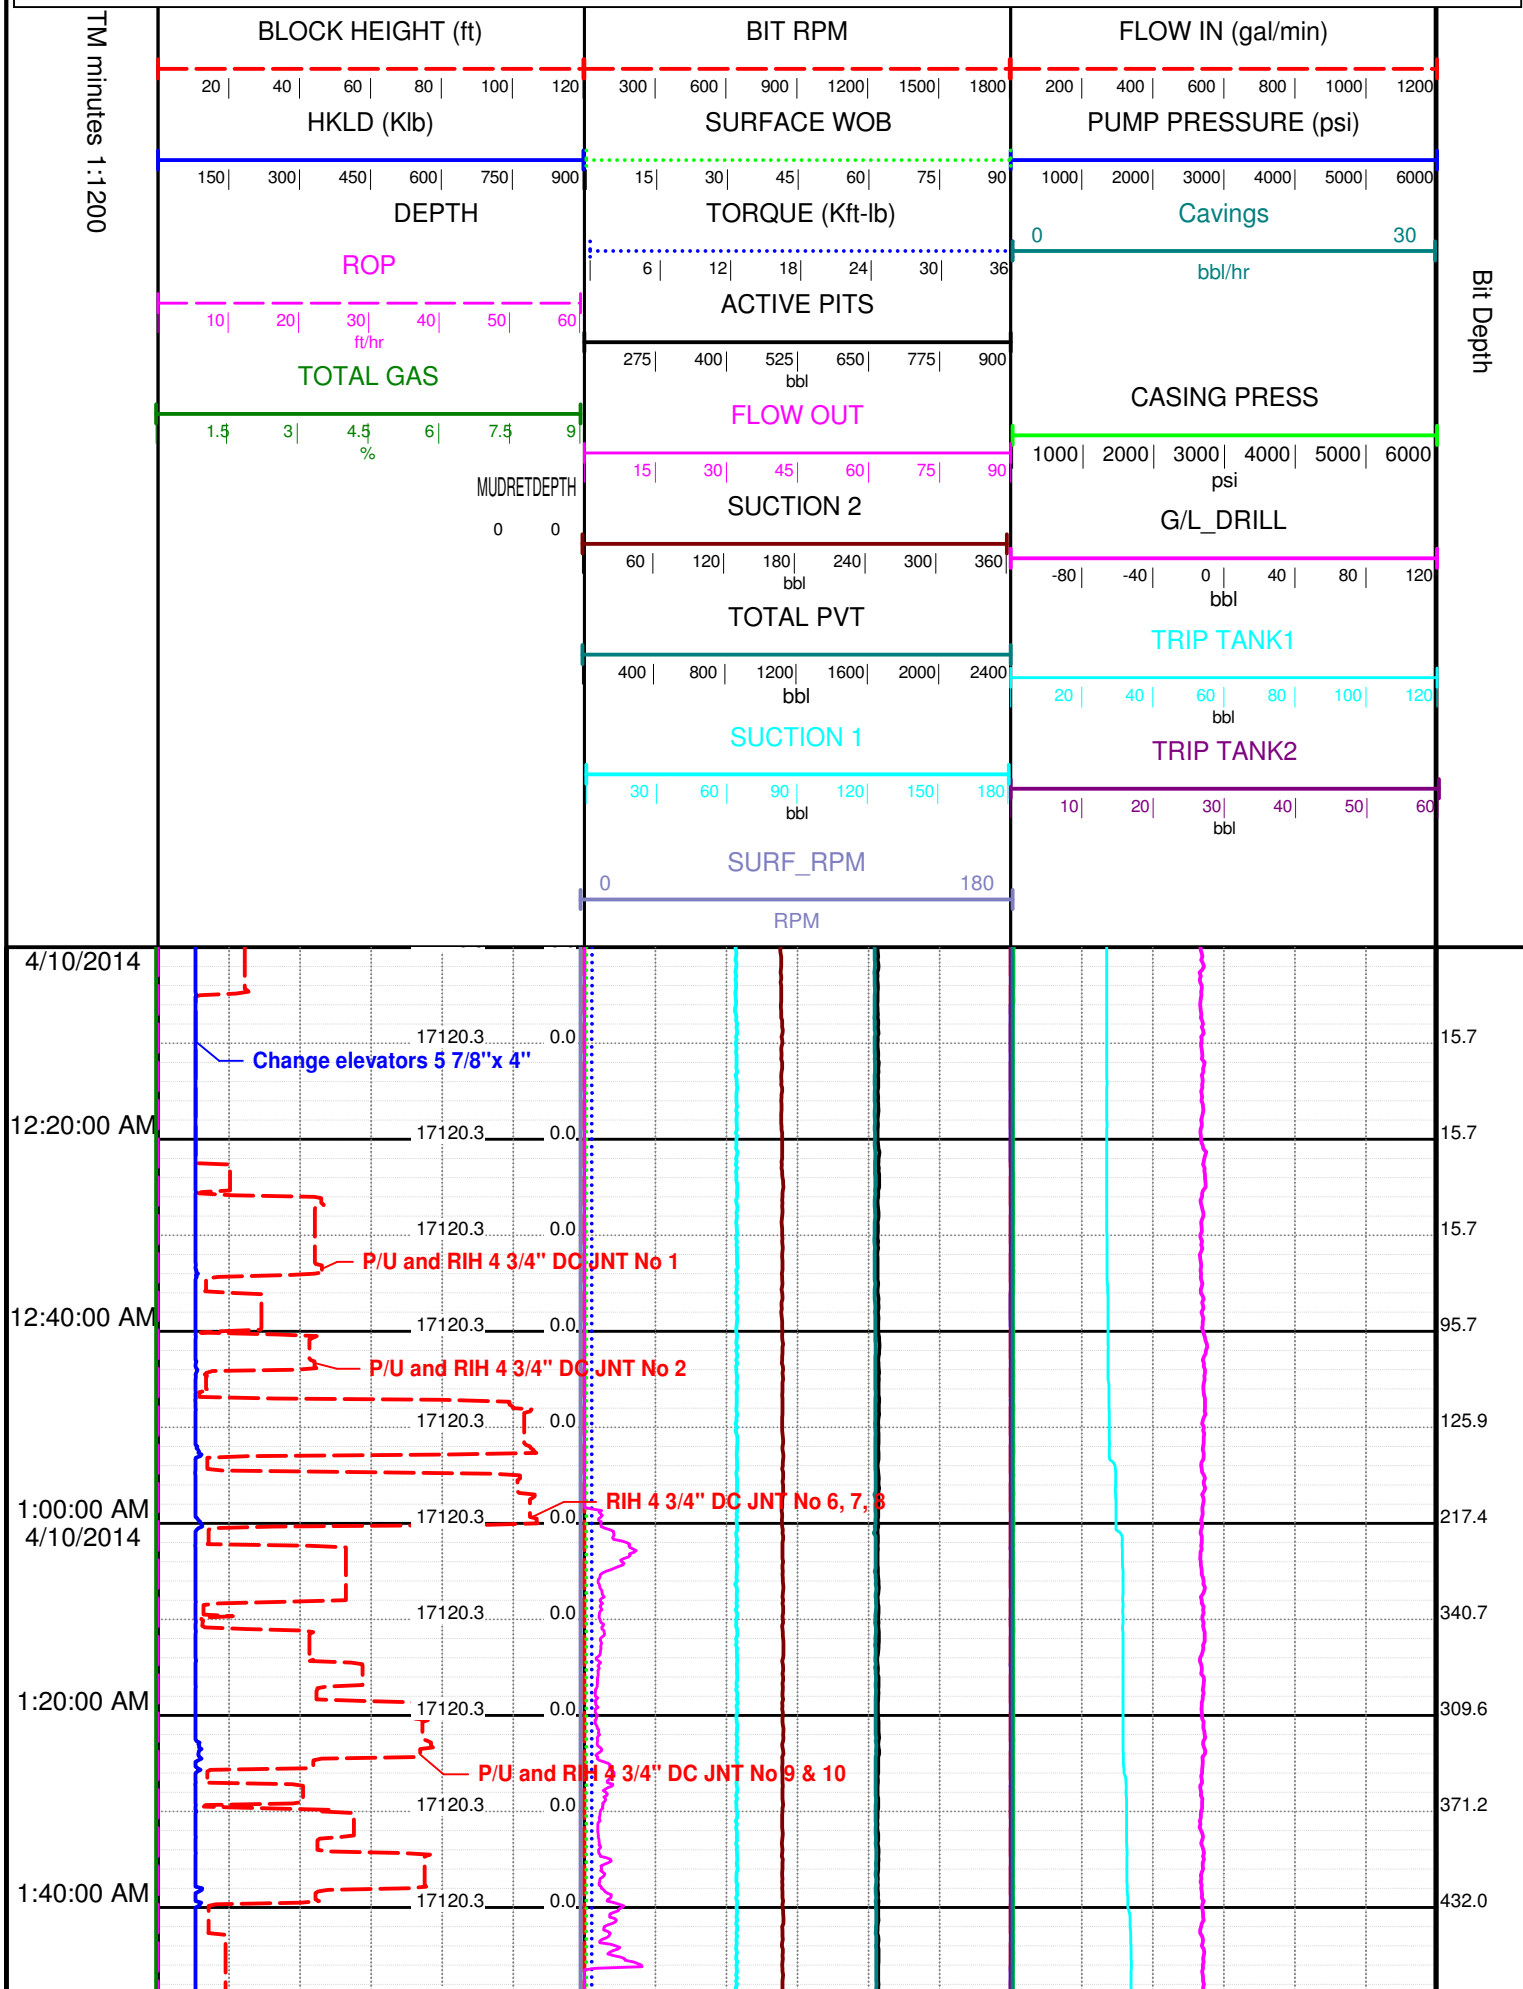 TM minutes 1:1200
BLOCK HEIGHT (ft)
20 40 60 80 100 120
HKLD (Klb)
150 300 450 600 750 900
DEPTH
ROP
10 20 30 40 50 60
ft/hr
TOTAL GAS
1.5 3 4.5 6 7.5 9
%
MUDRETDEPTH
0 0
BIT RPM
300 600 900 1200 1500 1800
SURFACE WOB
15 30 45 60 75 90
TORQUE (Kft-lb)
6 12 18 24 30 36
ACTIVE PITS
275 400 525 650 775 900
bbl
FLOW OUT
15 30 45 60 75 90
SUCTION 2
60 120 180 240 300 360
bbl
TOTAL PVT
400 800 1200 1600 2000 2400
bbl
SUCTION 1
30 60 90 120 150 180
bbl
SURF_RPM
0 180
RPM
FLOW IN (gal/min)
200 400 600 800 1000 1200
PUMP PRESSURE (psi)
1000 2000 3000 4000 5000 6000
Cavings
0 30
bbl/hr
CASING PRESS
1000 2000 3000 4000 5000 6000
psi
G/L_DRILL
-80 -40 0 40 80 120
bbl
TRIP TANK1
20 40 60 80 100 120
bbl
TRIP TANK2
10 20 30 40 50 60
bbl
Bit Depth
4/10/2014
17120.3 0.0 15.7
Change elevators 5 7/8"x 4"
12:20:00 AM 17120.3 0.0 15.7
17120.3 0.0 15.7
P/U and RIH 4 3/4" DC JNT No 1
12:40:00 AM 17120.3 0.0 95.7
P/U and RIH 4 3/4" DC JNT No 2
17120.3 0.0 125.9
RIH 4 3/4" DC JNT No 6, 7, 8
1:00:00 AM 17120.3 0.0 217.4
4/10/2014
17120.3 0.0 340.7
1:20:00 AM 17120.3 0.0 309.6
P/U and RIH 4 3/4" DC JNT No 9 & 10
17120.3 0.0 371.2
1:40:00 AM 17120.3 0.0 432.0